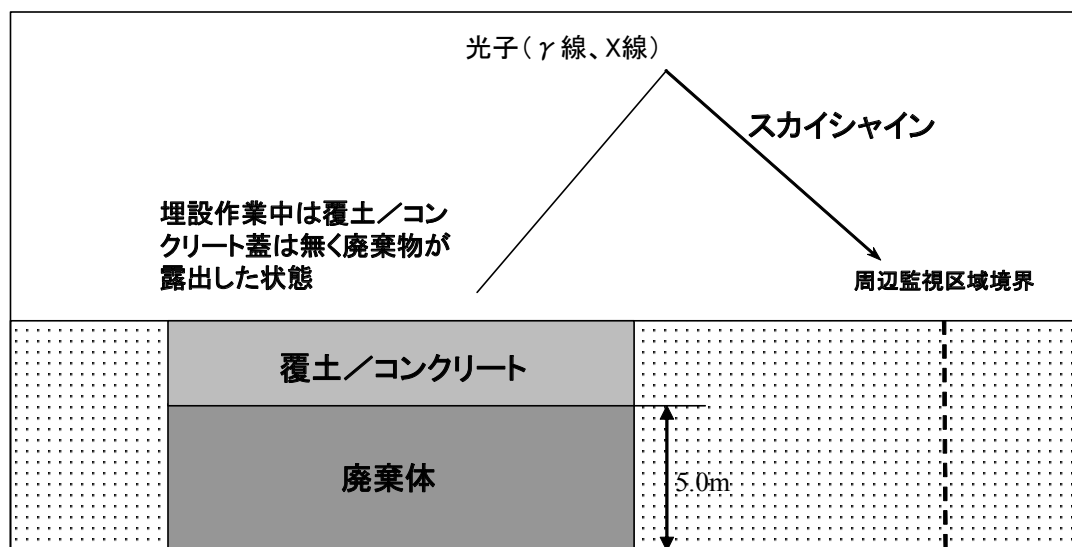 光子(γ線、X線)
スカイシャイン
埋設作業中は覆土/コン
クリート蓋は無く廃棄物が
露出した状態
周辺監視区域境界
覆土/コンクリート
廃棄体
5.0m